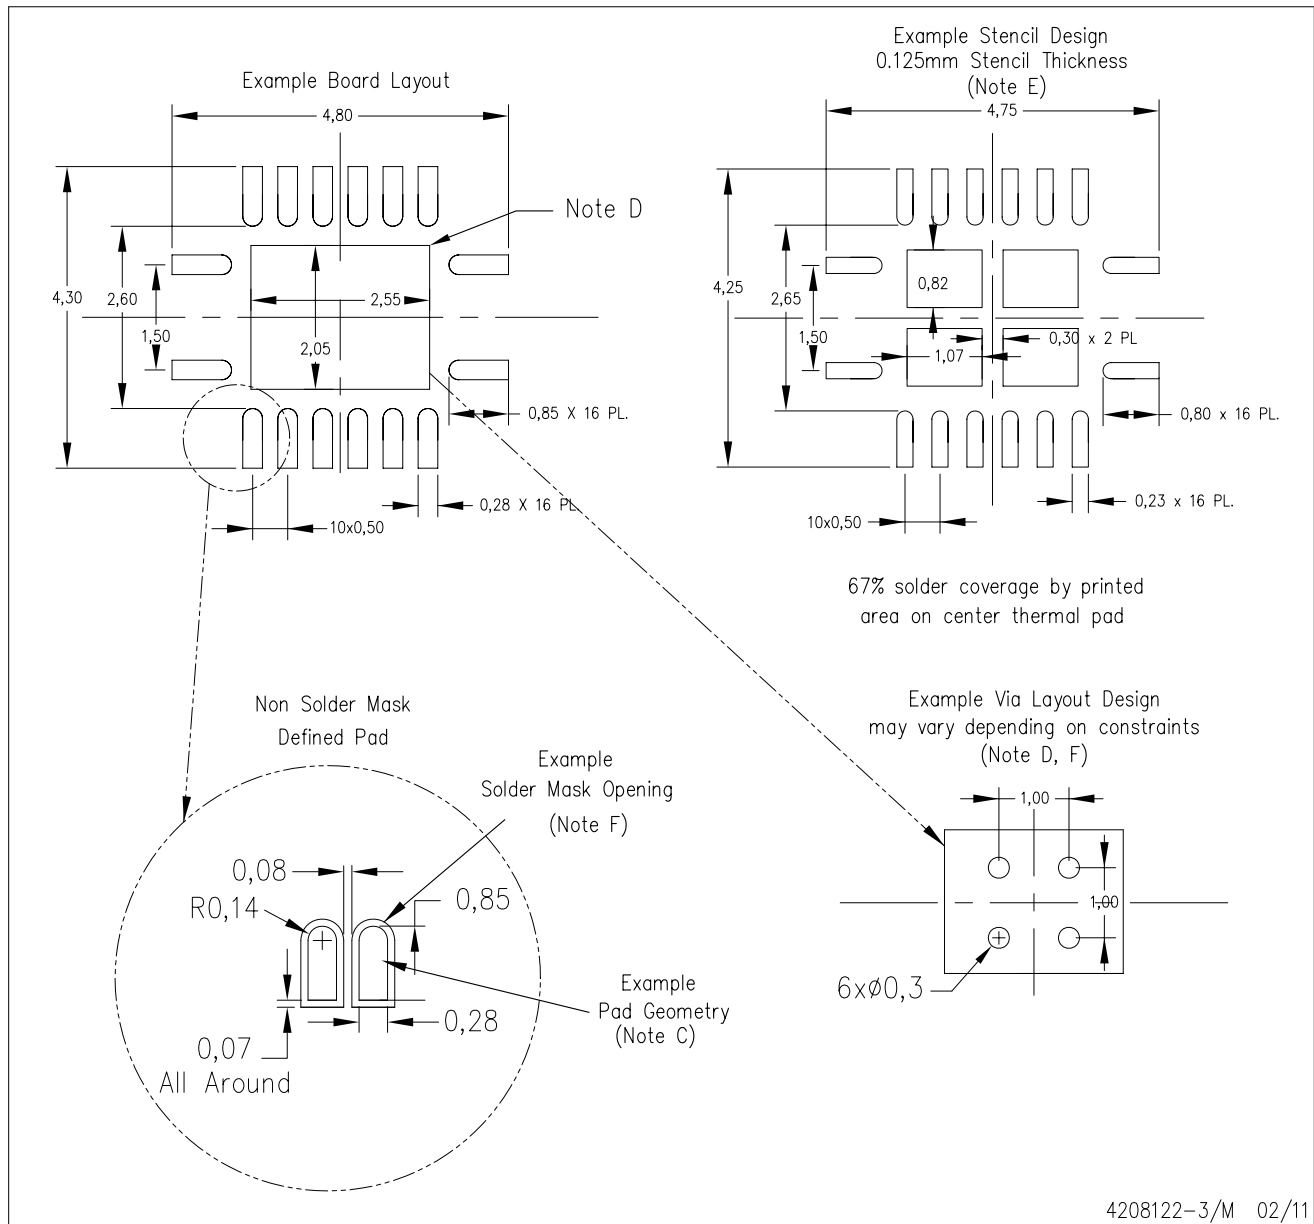 Example Board Layout
4,80
4,30
2,60
1,50
2,55
2,05
Note D
0,85 X 16 PL.
0,28 X 16 PL
10x0,50
Example Stencil Design
0.125mm Stencil Thickness
(Note E)
4,75
4,25
2,65
1,50
0,82
1,07
0,30 x 2 PL
0,80 x 16 PL.
0,23 x 16 PL.
10x0,50
67% solder coverage by printed
area on center thermal pad
Non Solder Mask
Defined Pad
Example
Solder Mask Opening
(Note F)
0,08
R0,14
0,85
Example
Pad Geometry
(Note C)
0,28
0,07
All Around
Example Via Layout Design
may vary depending on constraints
(Note D, F)
1,00
1,00
6xø0,3
4208122-3/M 02/11